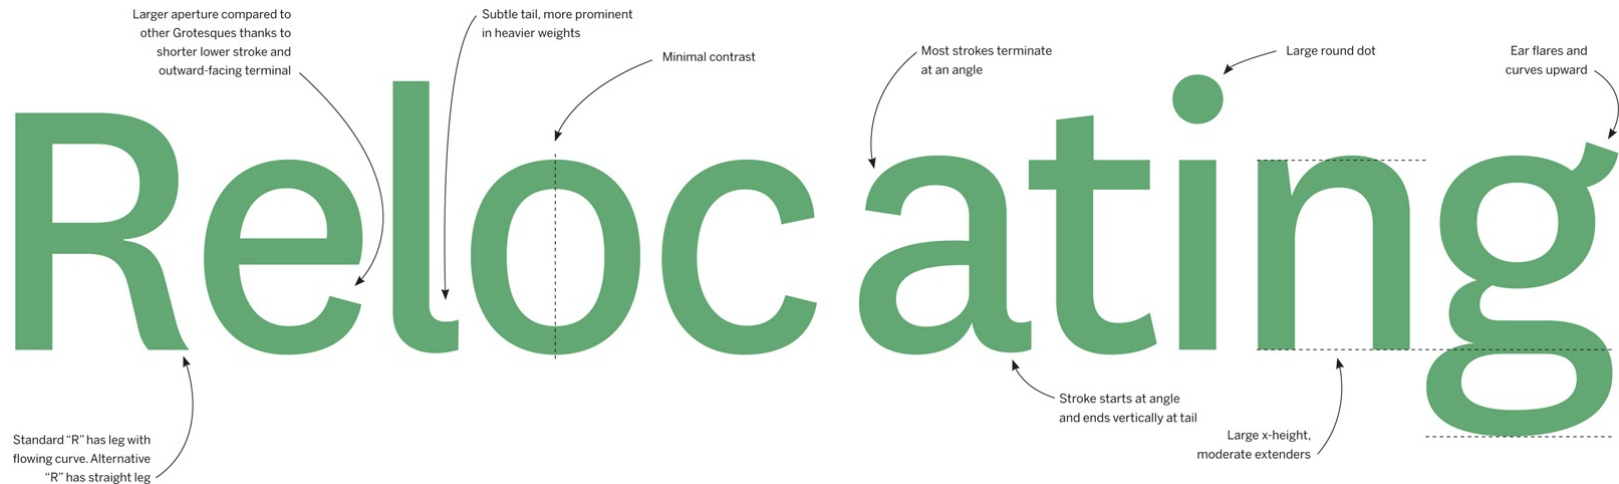 Larger aperture compared to
other Grotesques thanks to
shorter lower stroke and
outward-facing terminal
Subtle tail, more prominent
in heavier weights
Minimal contrast
Most strokes terminate
at an angle
Large round dot
Ear flares and
curves upward
Relocating
Standard “R” has leg with
flowing curve. Alternative
“R” has straight leg
Stroke starts at angle
and ends vertically at tail
Large x-height,
moderate extenders